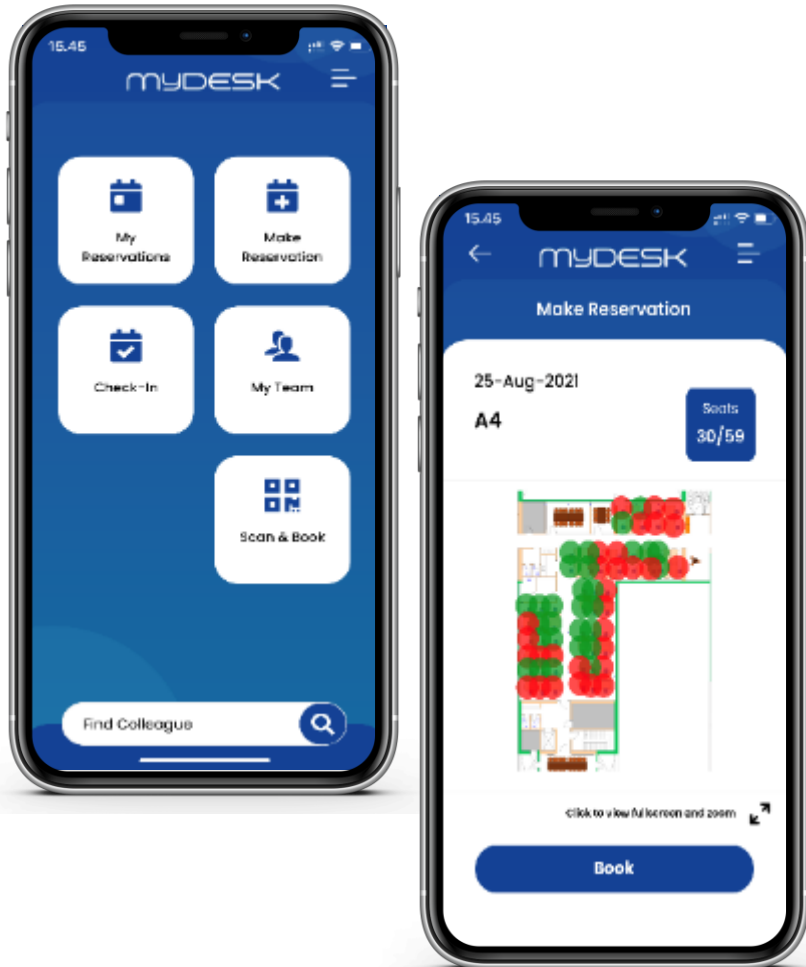 15.45
MYDESK
My
Reservations
Make
Reservation
Check-In
My Team
Scan & Book
Find Colleague
15.45
MYDESK
Make Reservation
25-Aug-2021
A4
Seats
30/59
Click to view fullscreen and zoom
Book